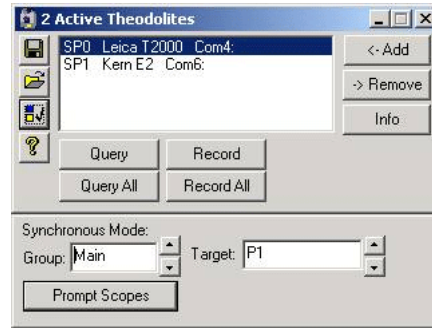 2 Active Theodolites
SP0 Leica T2000 Com4:
SP1 Kern E2 Com6:
<- Add
-> Remove
Info
Query
Record
Query All
Record All
Synchronous Mode:
Group: Main
Target: P1
Prompt Scopes